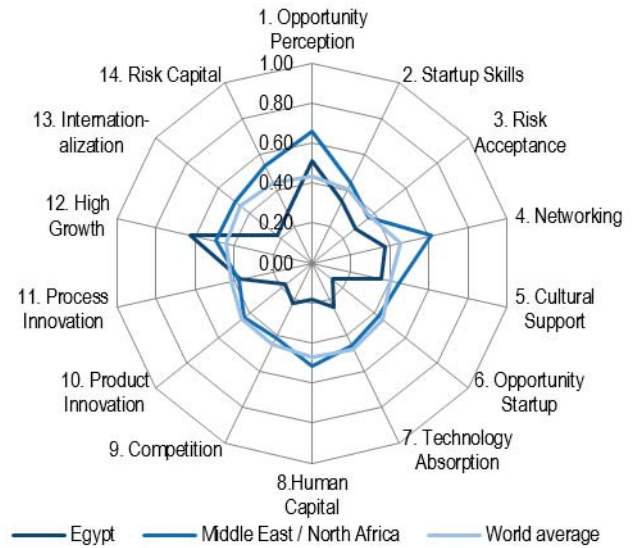 1. Opportunity
Perception
1.00
14. Risk Capital
2. Startup Skills
0.80
13. Internation-
alization
3. Risk
Acceptance
0.60
0.40
12. High
Growth
4. Networking
0.20
0.00
11. Process
Innovation
5. Cultural
Support
10. Product
Innovation
6. Opportunity
Startup
9. Competition
7. Technology
Absorption
8.Human
Capital
Egypt
Middle East / North Africa
World average